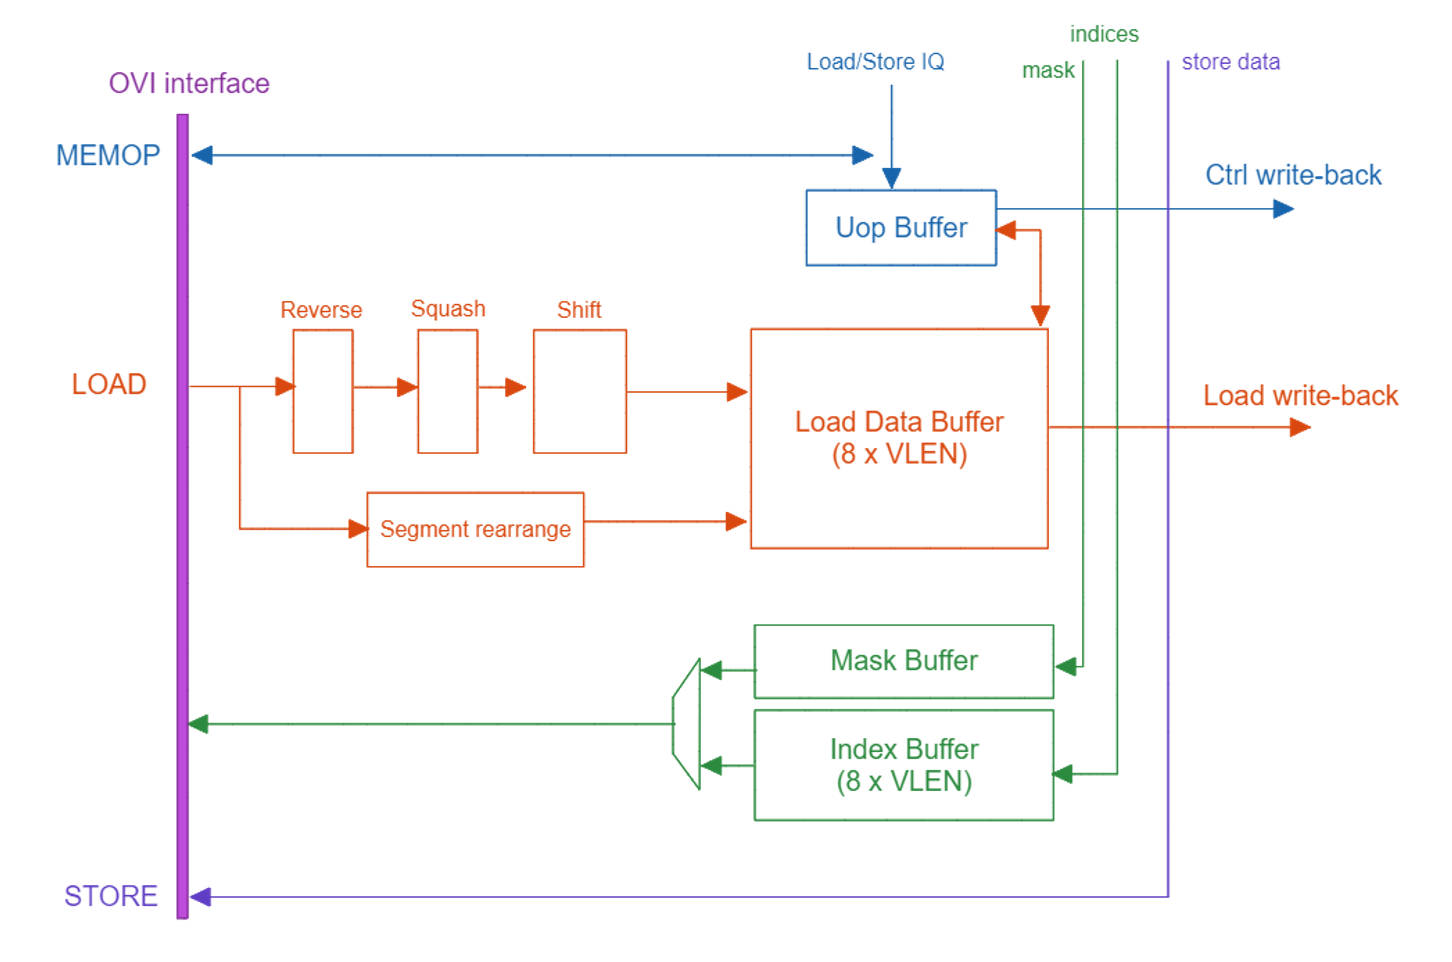 indices
Load/Store IQ
mask
store data
OVI interface
MEMOP
Ctrl write-back
Uop Buffer
Reverse
Squash
Shift
LOAD
Load write-back
Load Data Buffer
(8 x VLEN)
Segment rearrange
Mask Buffer
Index Buffer
(8 x VLEN)
STORE